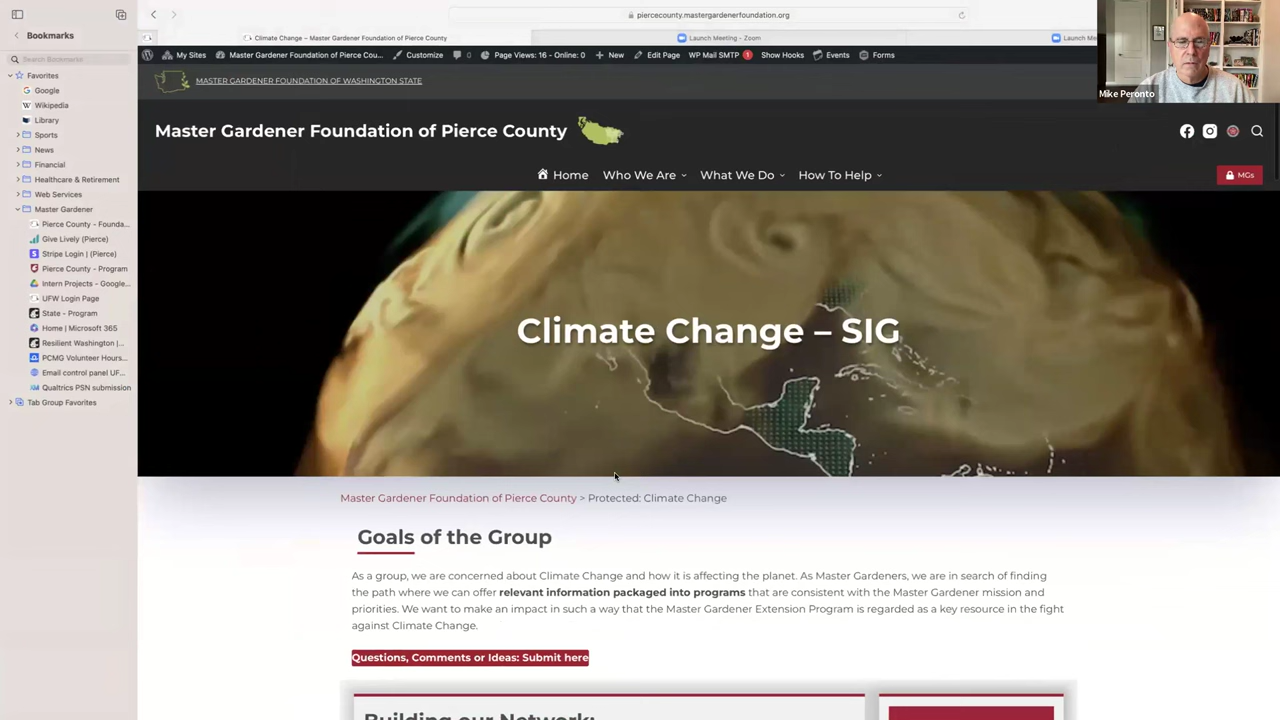 Bookmarks
Search Bookmarks
Favorites
Google
Wikipedia
Library
Sports
News
Financial
Healthcare & Retirement
Web Services
Master Gardener
Pierce County - Founda...
Give Lively (Pierce)
Stripe Login | (Pierce)
Pierce County - Program
Intern Projects - Google...
UFW Login Page
State - Program
Home | Microsoft 365
Resilient Washington |...
PCMG Volunteer Hours...
Email control panel UF...
Qualtrics PSN submission
Tab Group Favorites
piercecounty.mastergardenerfoundation.org
Climate Change – Master Gardener Foundation of Pierce County
Launch Meeting - Zoom
Launch Me
My Sites
Master Gardener Foundation of Pierce Cou...
Customize
0
Page Views: 16 - Online: 0
New
Edit Page
WP Mail SMTP 1
Show Hooks
Events
Forms
Mike Peronto
MASTER GARDENER FOUNDATION OF WASHINGTON STATE
Master Gardener Foundation of Pierce County
Home
Who We Are
What We Do
How To Help
MGs
Climate Change – SIG
Master Gardener Foundation of Pierce County > Protected: Climate Change
Goals of the Group
As a group, we are concerned about Climate Change and how it is affecting the planet. As Master Gardeners, we are in search of finding
the path where we can offer relevant information packaged into programs that are consistent with the Master Gardener mission and
priorities. We want to make an impact in such a way that the Master Gardener Extension Program is regarded as a key resource in the fight
against Climate Change.
Questions, Comments or Ideas: Submit here
Building our Network: